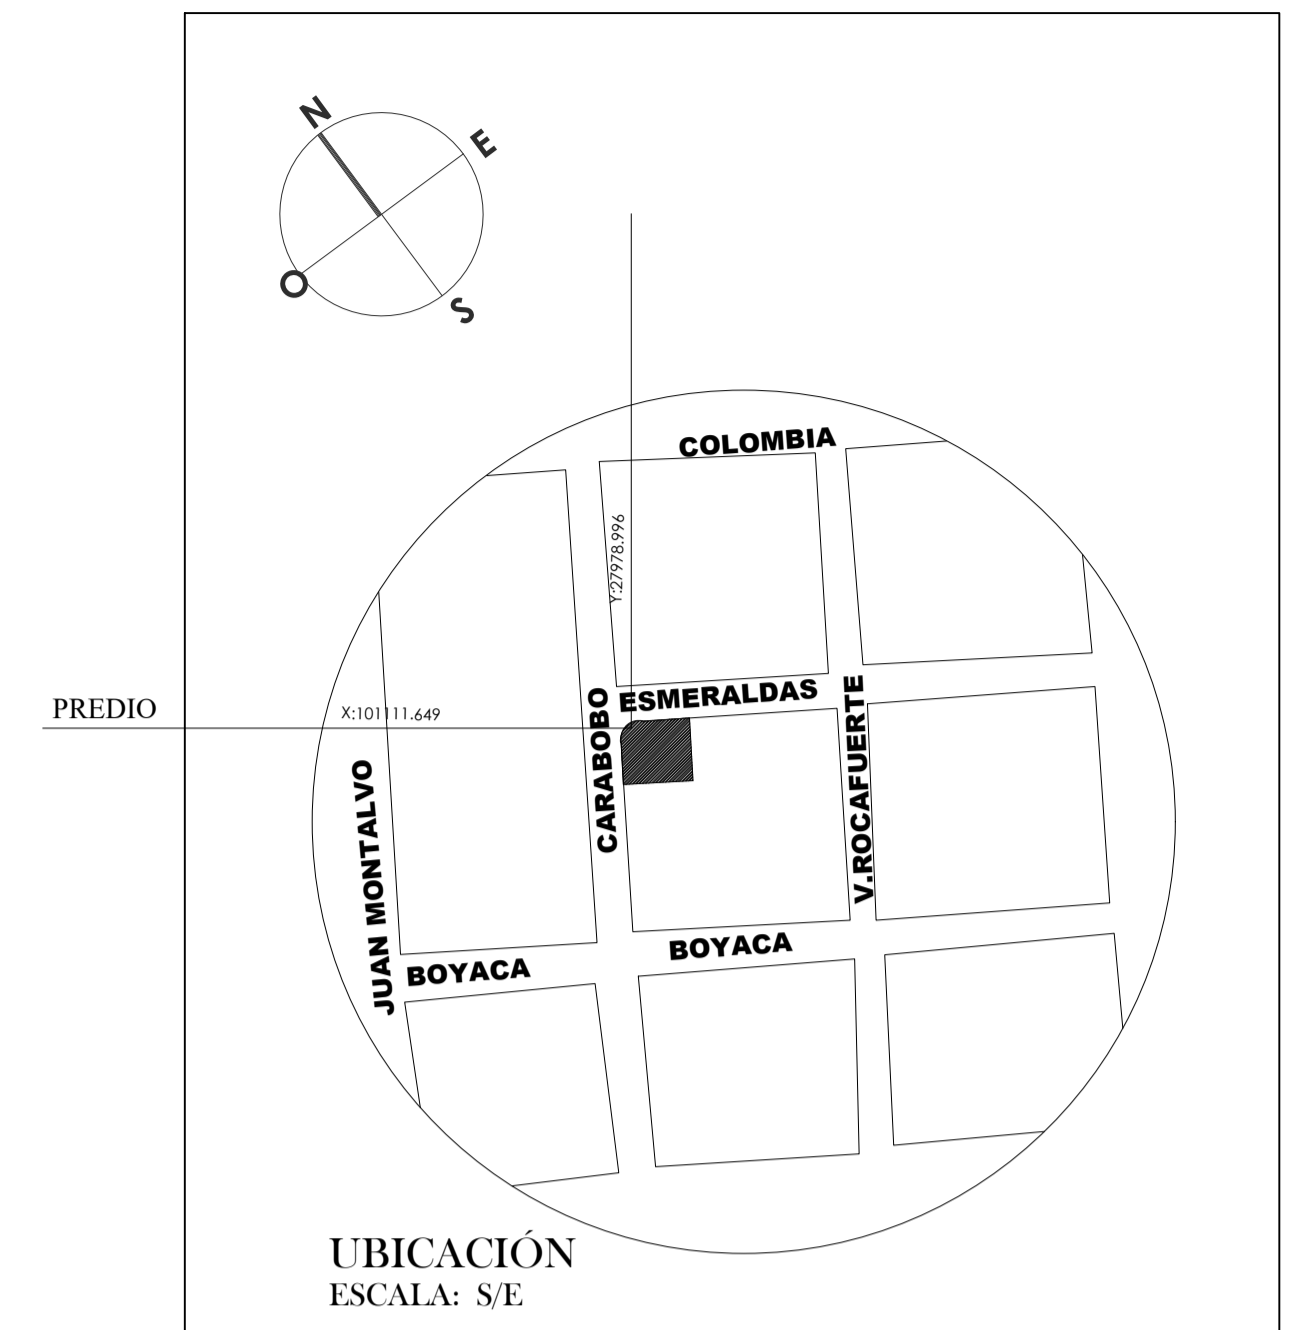 N
E
O
S
COLOMBIA
Y:27978.996
ESMERALDAS
PREDIO
X:101111.649
CARABOBO
V.ROCAFUERTE
JUAN MONTALVO
BOYACA
BOYACA
UBICACIÓN
ESCALA: S/E